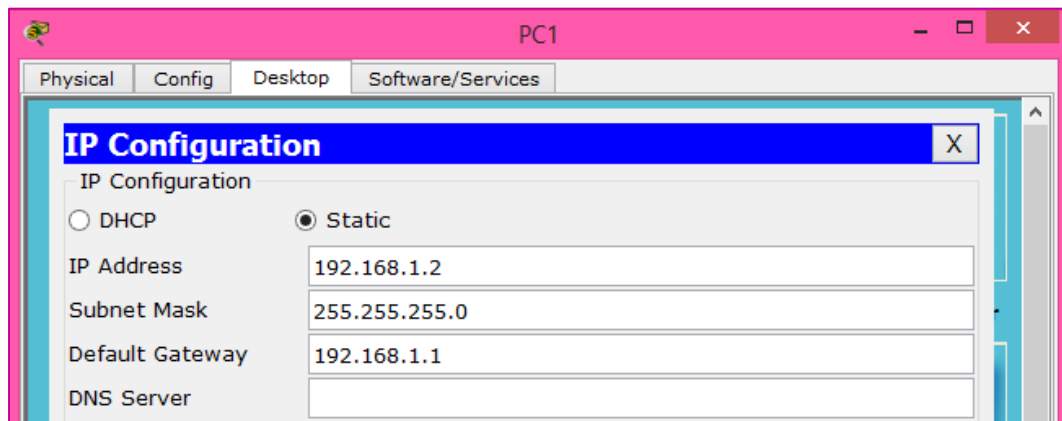 PC1
Physical Config Desktop Software/Services
IP Configuration X
IP Configuration
DHCP Static
IP Address 192.168.1.2
Subnet Mask 255.255.255.0
Default Gateway 192.168.1.1
DNS Server